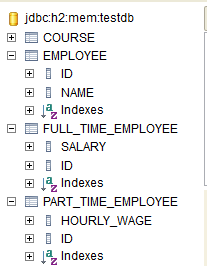 jdbc:h2:mem:testdb
COURSE
EMPLOYEE
ID
NAME
Indexes
FULL_TIME_EMPLOYEE
SALARY
ID
Indexes
PART_TIME_EMPLOYEE
HOURLY_WAGE
ID
Indexes